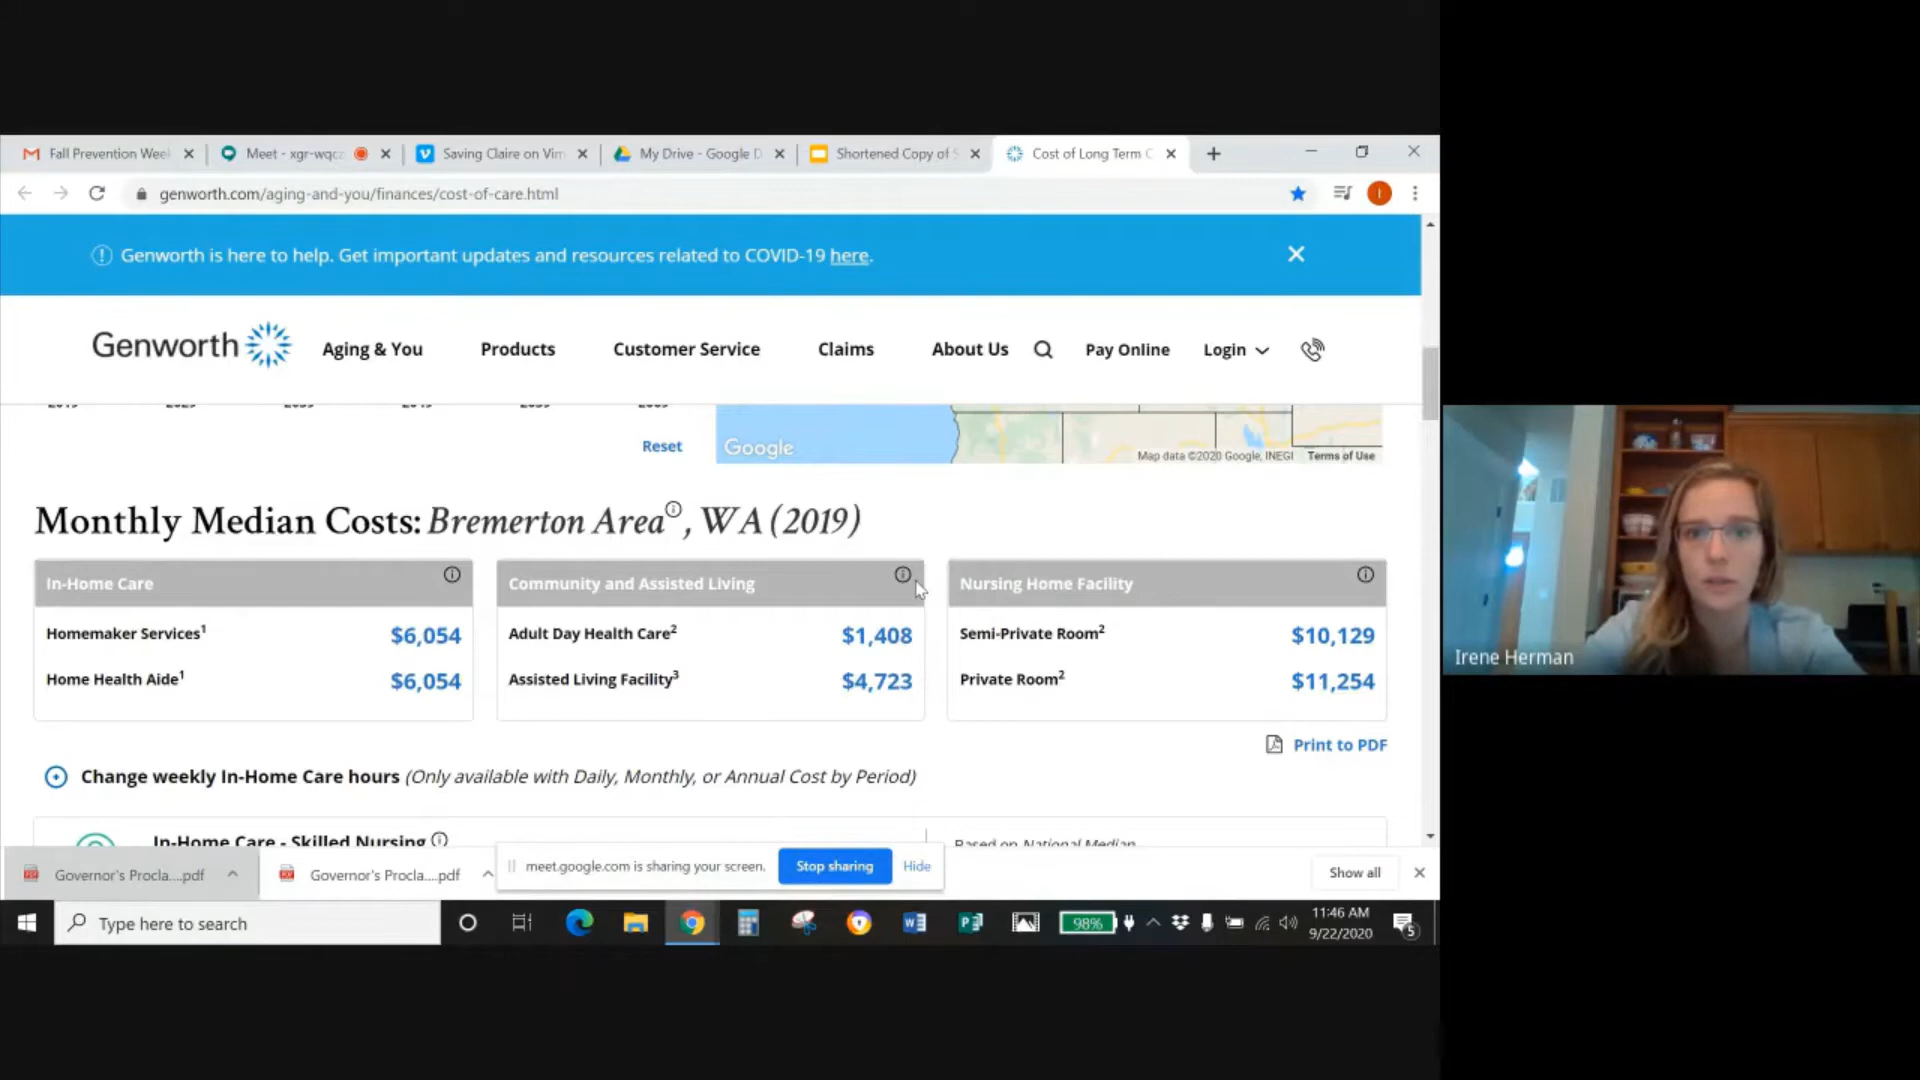 Fall Prevention Wee
Meet - xgr-wqcz
Saving Claire on Vim
My Drive - Google D
Shortened Copy of S
Cost of Long Term C
genworth.com/aging-and-you/finances/cost-of-care.html
Genworth is here to help. Get important updates and resources related to COVID-19 here.
Genworth
Aging & You
Products
Customer Service
Claims
About Us
Pay Online
Login
2019 2029 2039 2049 2059 2069
Reset
Google
Map data ©2020 Google, INEGI Terms of Use
Monthly Median Costs: Bremerton Area, WA (2019)
In-Home Care
Homemaker Services1 $6,054
Home Health Aide1 $6,054
Community and Assisted Living
Adult Day Health Care2 $1,408
Assisted Living Facility3 $4,723
Nursing Home Facility
Semi-Private Room2 $10,129
Private Room2 $11,254
Print to PDF
Change weekly In-Home Care hours (Only available with Daily, Monthly, or Annual Cost by Period)
In-Home Care - Skilled Nursing
Based on National Median
Governor's Procla....pdf
Governor's Procla....pdf
meet.google.com is sharing your screen.
Stop sharing
Hide
Show all
Type here to search
98%
11:46 AM
9/22/2020
5
Irene Herman